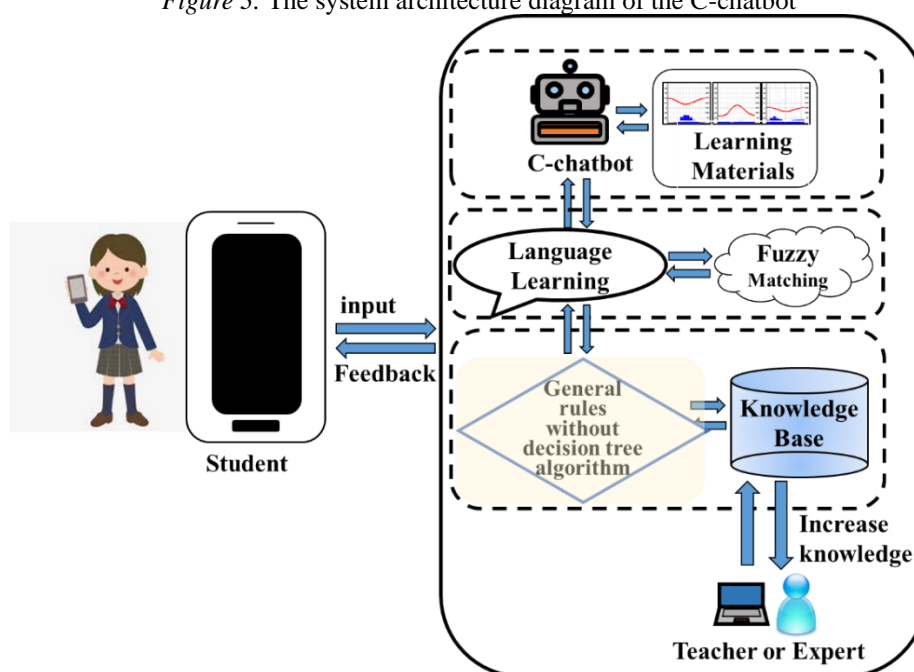 Figure 3. The system architecture diagram of the C-chatbot
C-chatbot
Learning
Materials
Language
Learning
Fuzzy
Matching
input
Feedback
Student
General
rules
without
decision tree
algorithm
Knowledge
Base
Increase
knowledge
Teacher or Expert